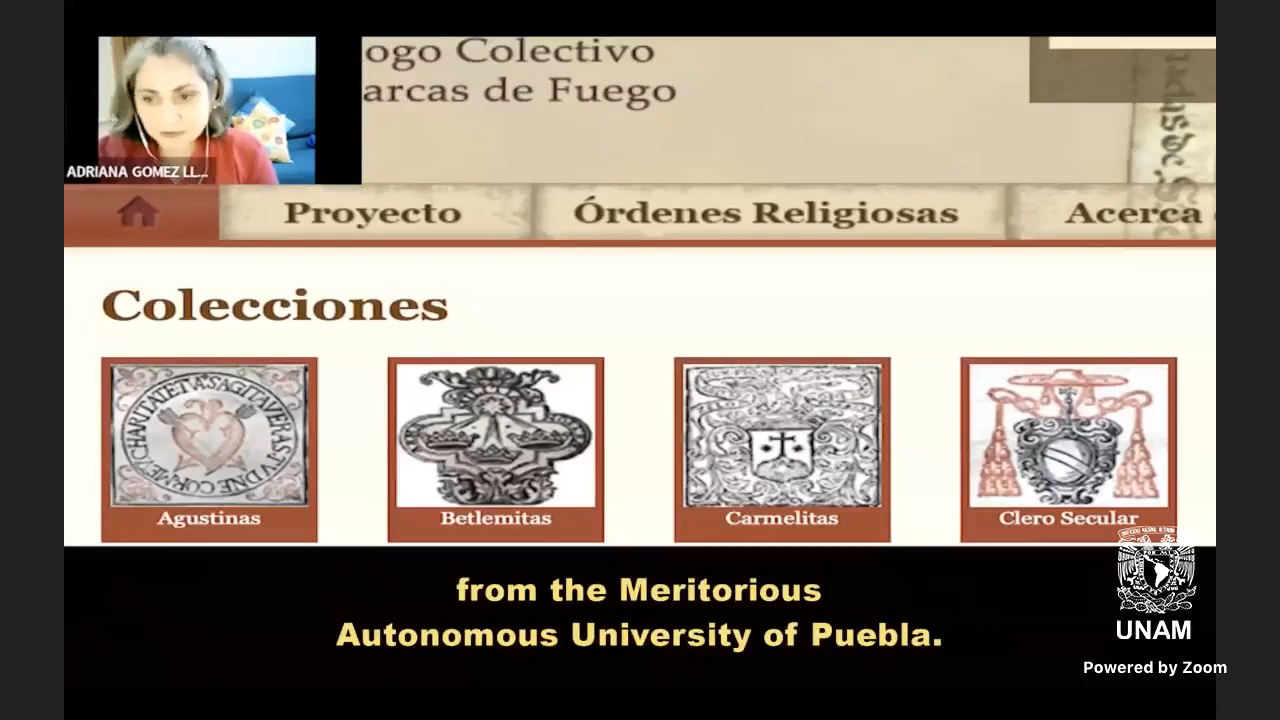 ogo Colectivo
arcas de Fuego
ADRIANA GOMEZ LL...
Proyecto
Órdenes Religiosas
Acerca
Colecciones
Agustinas
Betlemitas
Carmelitas
Clero Secular
from the Meritorious
Autonomous University of Puebla.
UNAM
Powered by Zoom